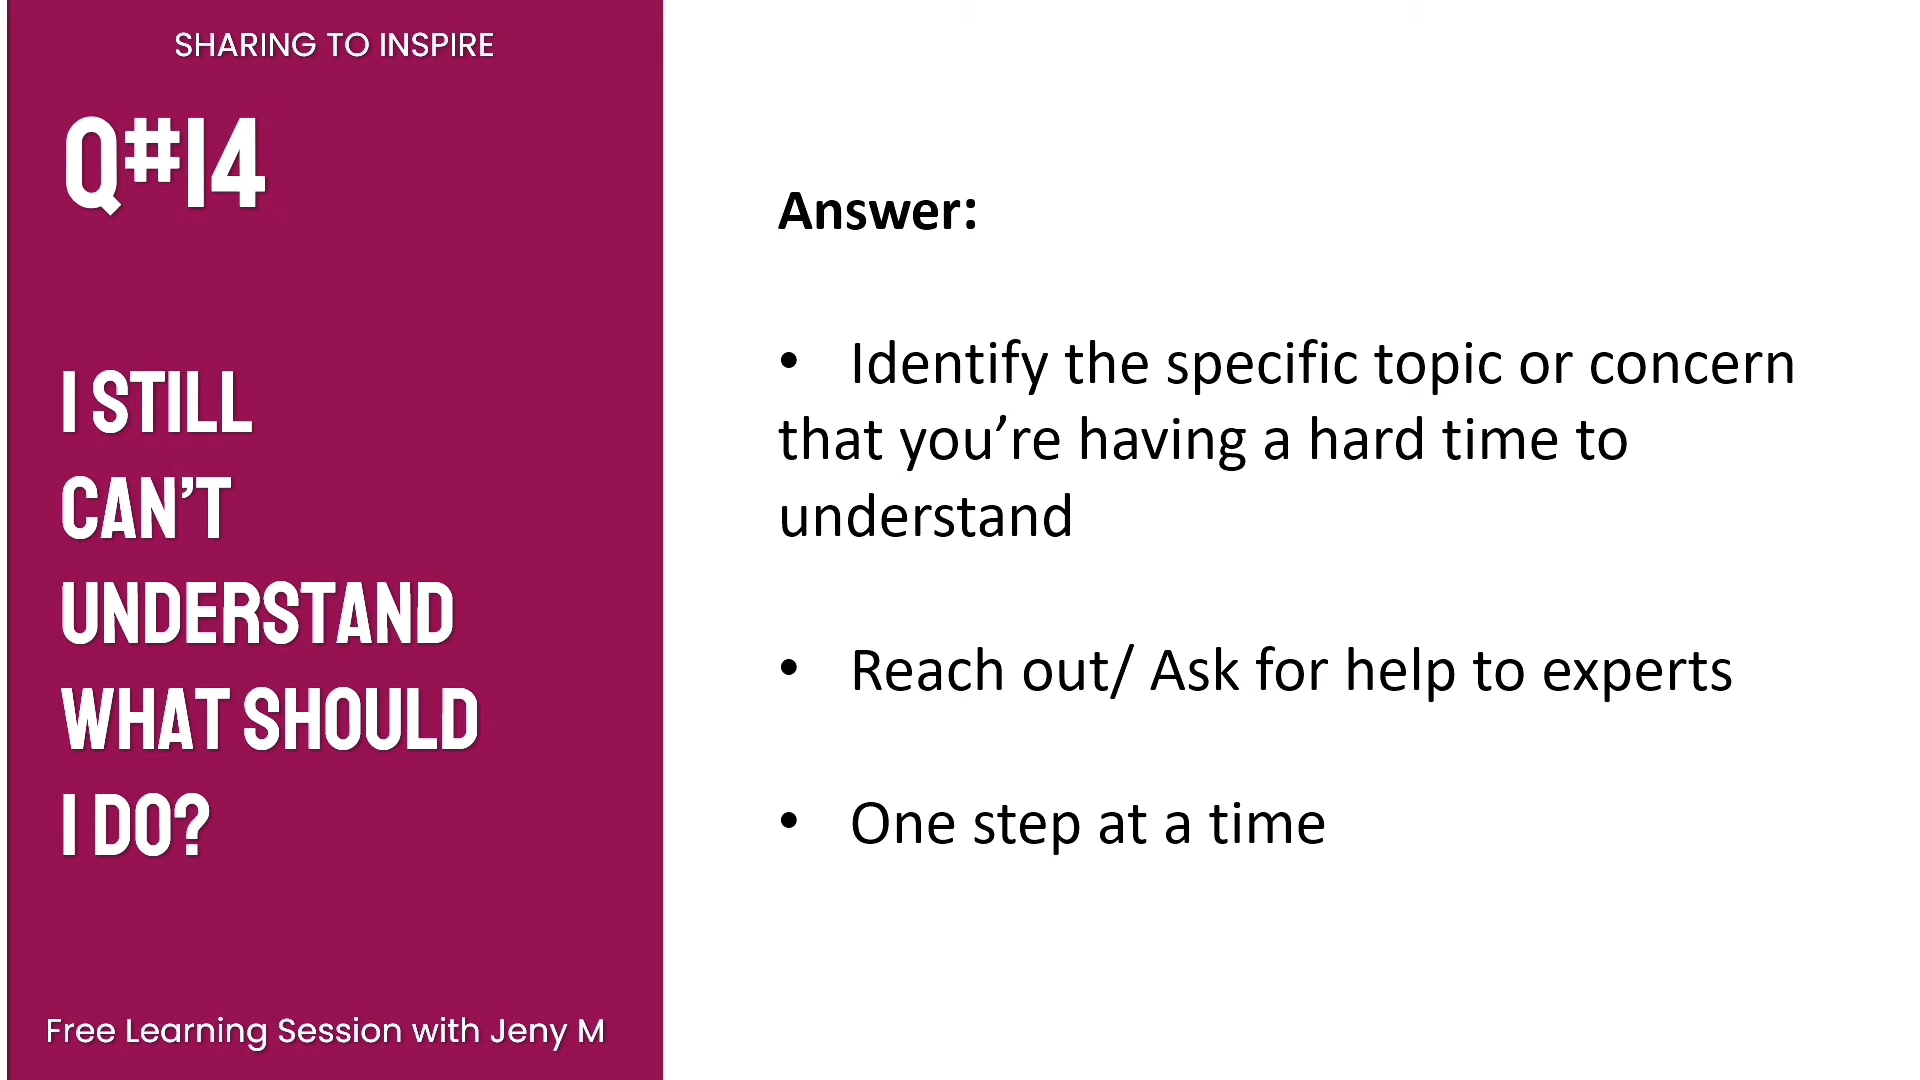 SHARING TO INSPIRE
Q#14
I STILL
CAN'T
UNDERSTAND
WHAT SHOULD
I DO?
Free Learning Session with Jeny M
Answer:
• Identify the specific topic or concern
that you’re having a hard time to
understand
• Reach out/ Ask for help to experts
• One step at a time